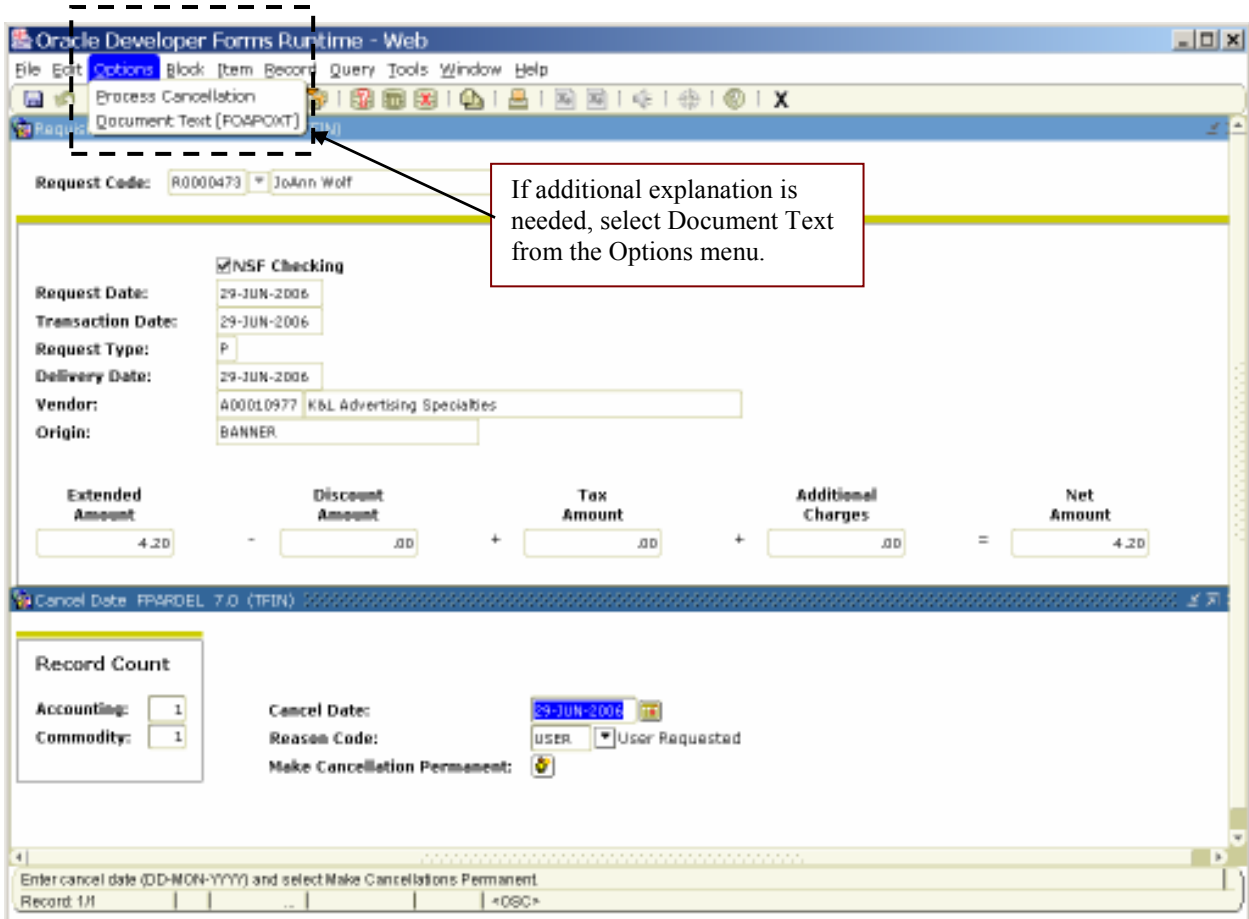 Oracle Developer Forms Runtime - Web
File Edit Options Block Item Record Query Tools Window Help
Process Cancellation
Document Text [FOAPOXT]
Request Code: R0000473 JoAnn Wolf
If additional explanation is
needed, select Document Text
from the Options menu.
NSF Checking
Request Date: 29-JUN-2006
Transaction Date: 29-JUN-2006
Request Type: P
Delivery Date: 29-JUN-2006
Vendor: A00010977 K&L Advertising Specialties
Origin: BANNER
Extended Discount Tax Additional Net
Amount Amount Amount Charges Amount
4.20 - .00 + .00 + .00 = 4.20
Cancel Date FPARDEL 7.0 (TFIN)
Record Count
Accounting: 1 Cancel Date: 29-JUN-2006
Commodity: 1 Reason Code: USER User Requested
Make Cancellation Permanent:
Enter cancel date (DD-MON-YYYY) and select Make Cancellations Permanent.
Record: 1/1 ... <OSC>